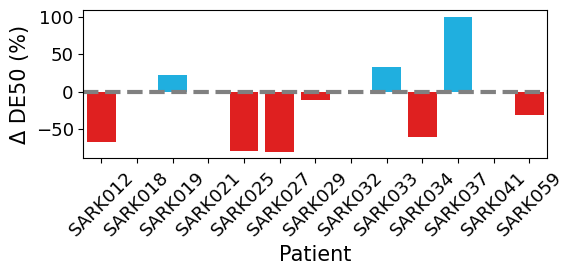 Δ DE50 (%)
100
50
0
−50
SARK012
SARK018
SARK019
SARK021
SARK025
SARK027
SARK029
SARK032
SARK033
SARK034
SARK037
SARK041
SARK059
Patient